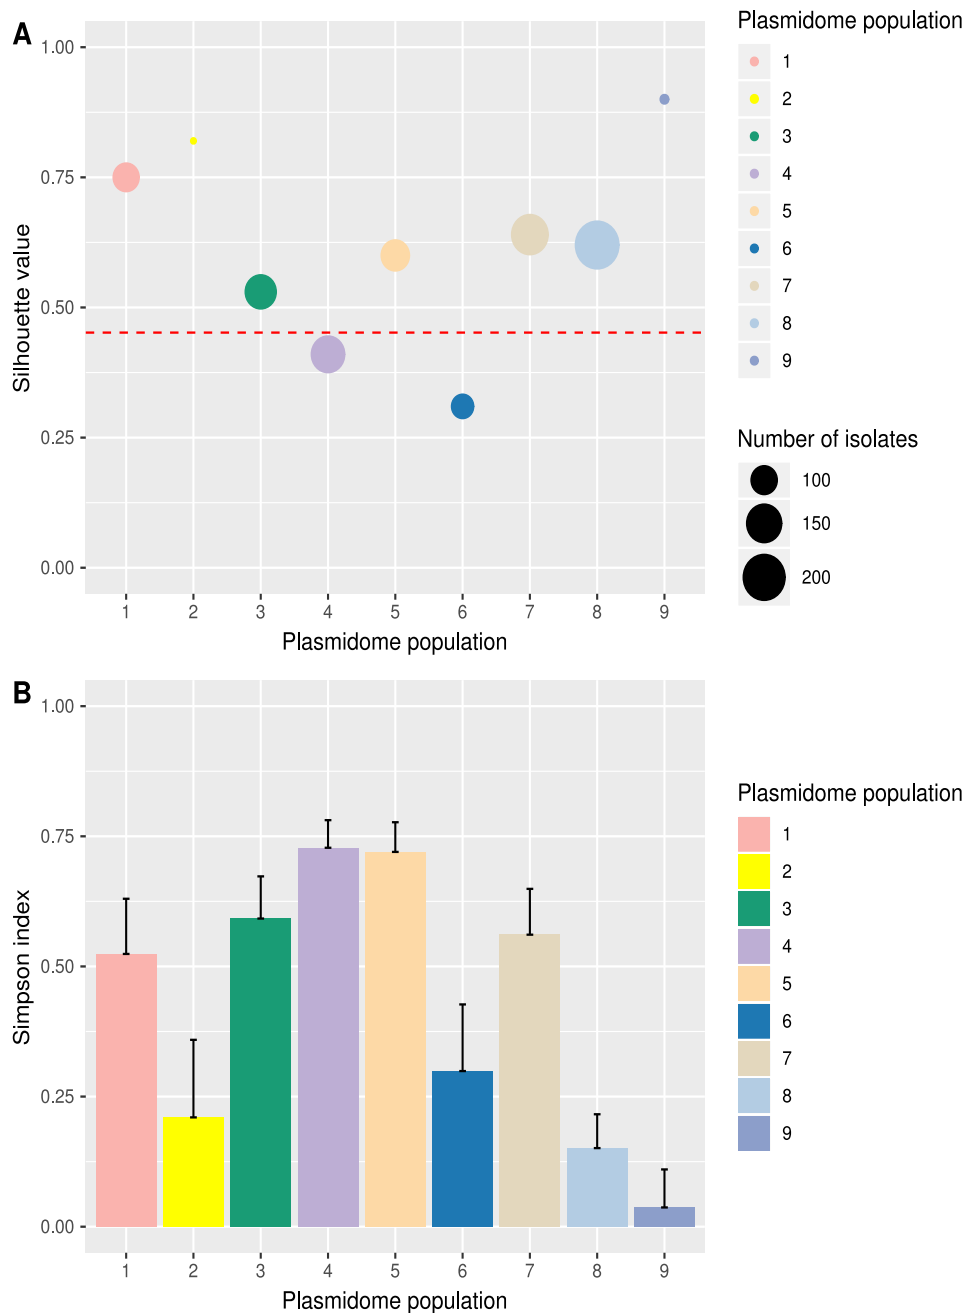 A
Silhouette value
1.00
0.75
0.50
0.25
0.00
1 2 3 4 5 6 7 8 9
Plasmidome population
Plasmidome population
1
2
3
4
5
6
7
8
9
Number of isolates
100
150
200
B
Simpson index
1.00
0.75
0.50
0.25
0.00
1 2 3 4 5 6 7 8 9
Plasmidome population
Plasmidome population
1
2
3
4
5
6
7
8
9